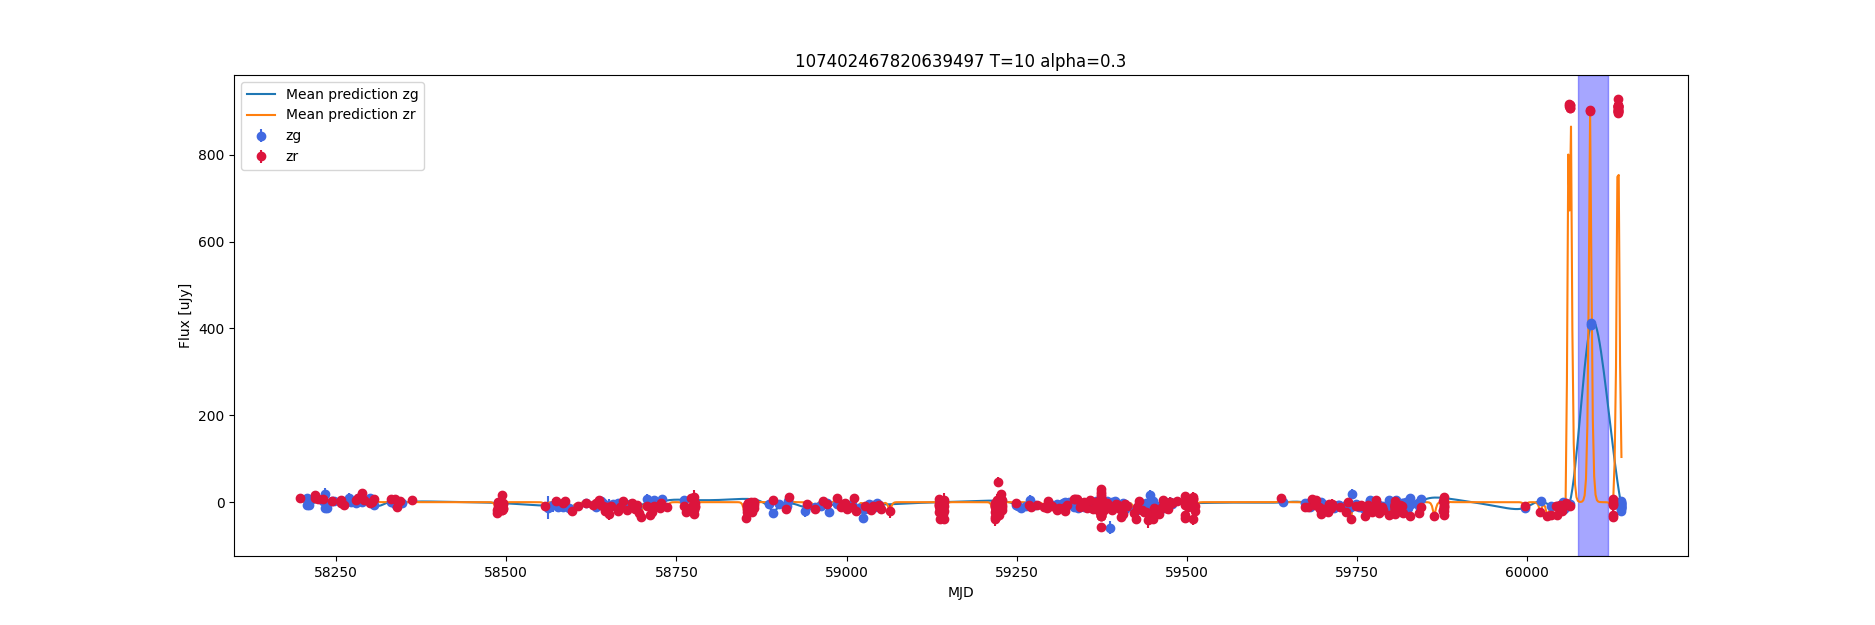 107402467820639497 T=10 alpha=0.3
Mean prediction zg
Mean prediction zr
zg
zr
Flux [uJy]
800
600
400
200
0
58250 58500 58750 59000 59250 59500 59750 60000
MJD